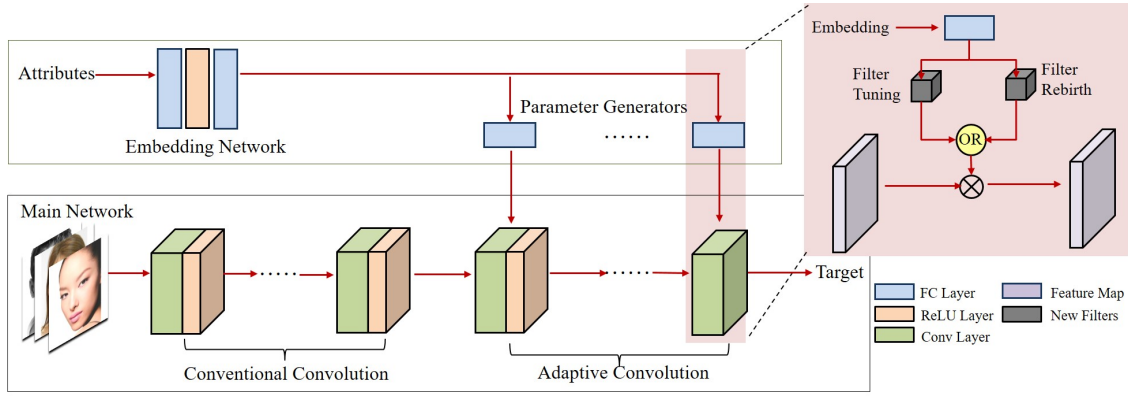 Attributes
Embedding Network
Parameter Generators
......
Main Network
.....
.....
......
Target
Conventional Convolution
Adaptive Convolution
Embedding
Filter
Tuning
Filter
Rebirth
OR
FC Layer
Feature Map
ReLU Layer
New Filters
Conv Layer